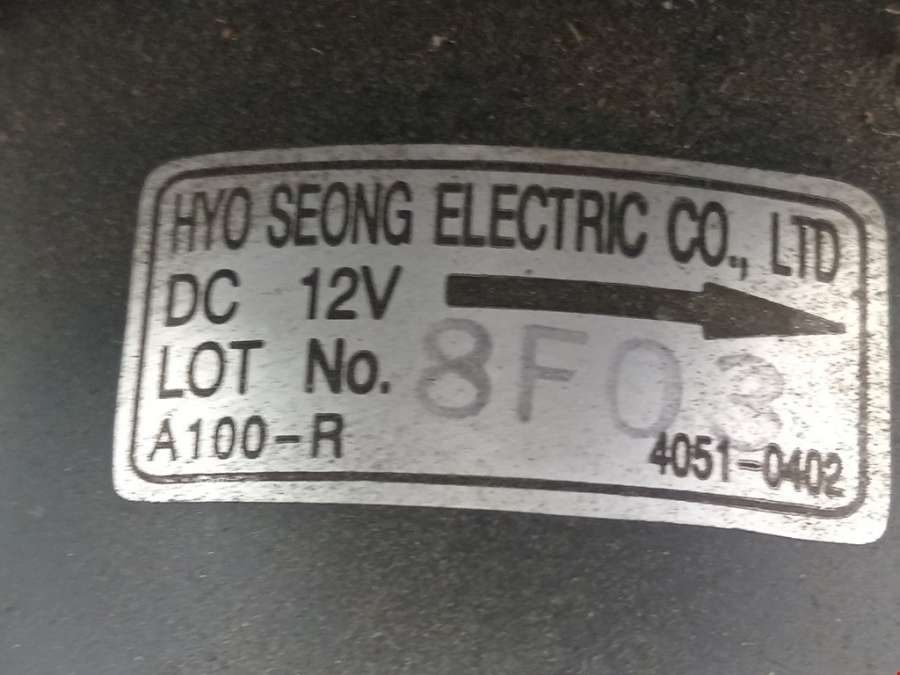 HYO SEONG ELECTRIC CO., LTD
DC 12V
LOT No. 8F03
A100-R 4051-0402